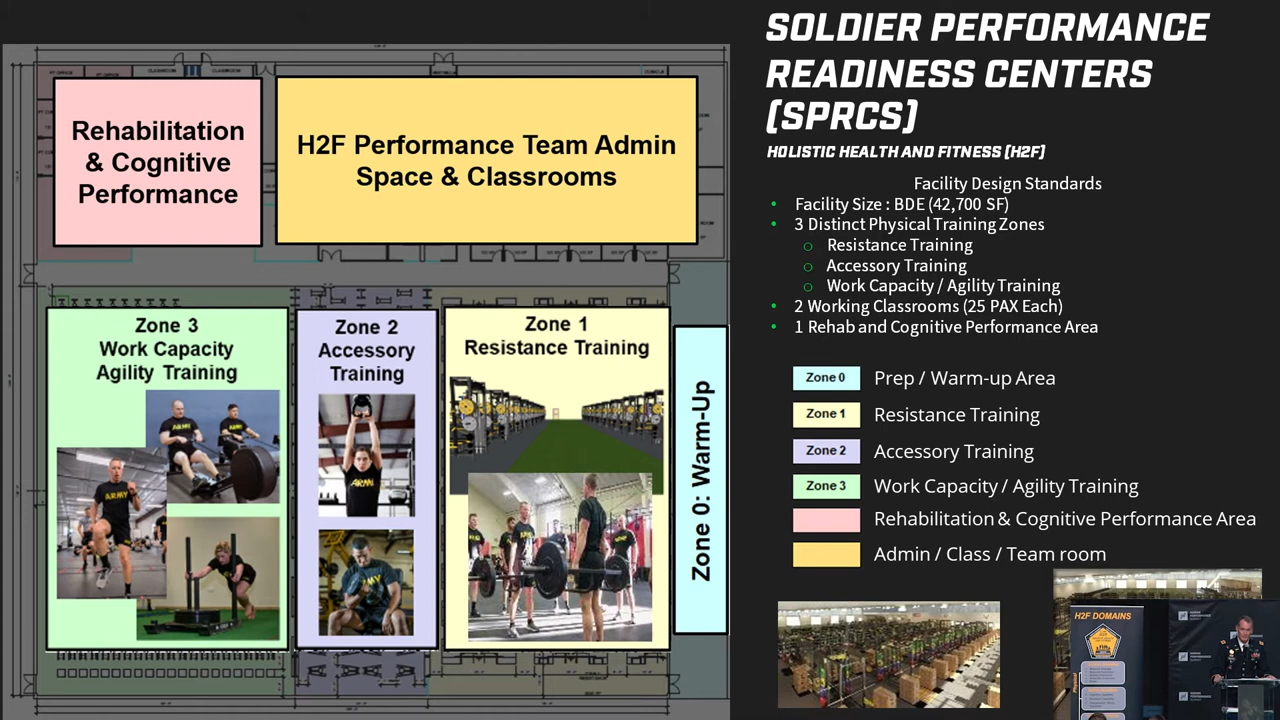 SOLDIER PERFORMANCE
READINESS CENTERS
(SPRCS)
HOLISTIC HEALTH AND FITNESS (H2F)
Facility Design Standards
• Facility Size : BDE (42,700 SF)
• 3 Distinct Physical Training Zones
○ Resistance Training
○ Accessory Training
○ Work Capacity / Agility Training
• 2 Working Classrooms (25 PAX Each)
• 1 Rehab and Cognitive Performance Area
Zone 0 Prep / Warm-up Area
Zone 1 Resistance Training
Zone 2 Accessory Training
Zone 3 Work Capacity / Agility Training
Rehabilitation & Cognitive Performance Area
Admin / Class / Team room
Rehabilitation
& Cognitive
Performance
H2F Performance Team Admin
Space & Classrooms
Zone 3
Work Capacity
Agility Training
Zone 2
Accessory
Training
Zone 1
Resistance Training
Zone 0: Warm-Up
ARMY
ARMY
ARMY
ARMY
H2F DOMAINS